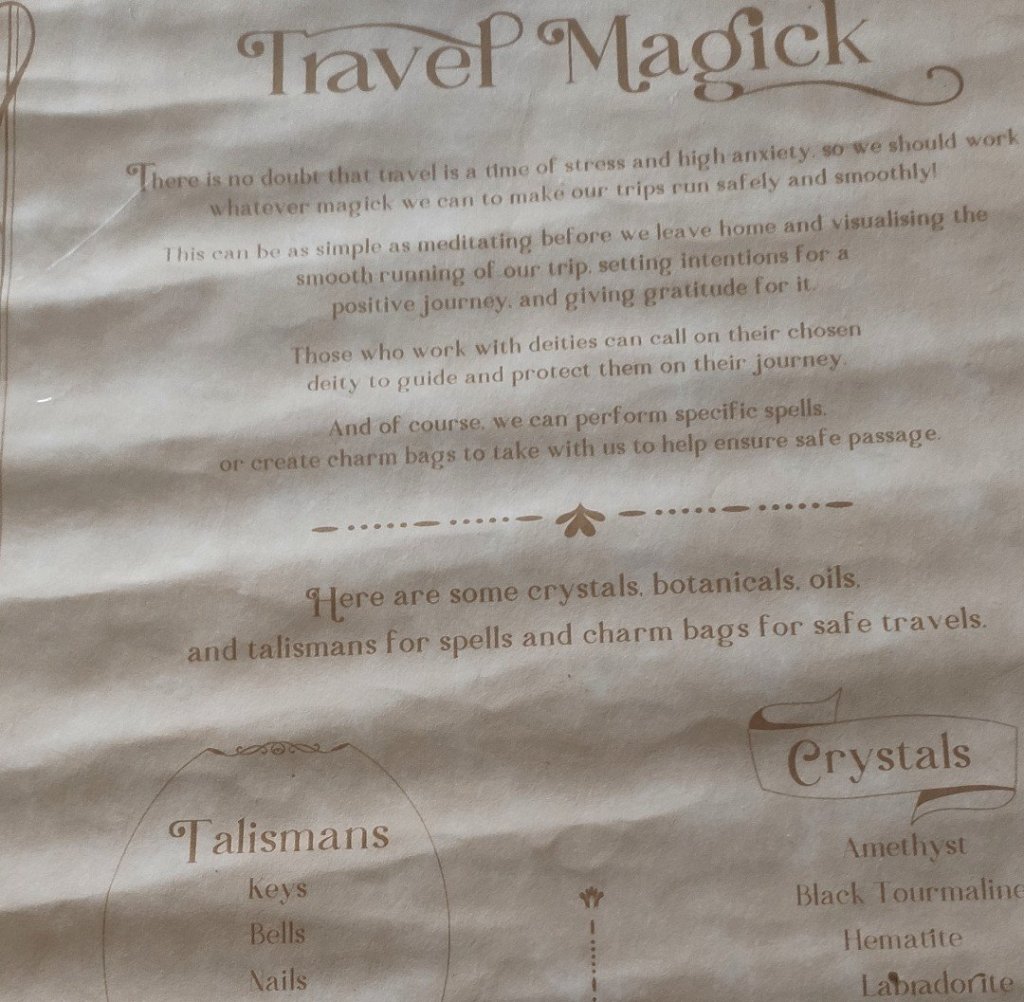 Travel Magick
There is no doubt that travel is a time of stress and high anxiety, so we should work
whatever magick we can to make our trips run safely and smoothly!
This can be as simple as meditating before we leave home and visualising the
smooth running of our trip, setting intentions for a
positive journey, and giving gratitude for it.
Those who work with deities can call on their chosen
deity to guide and protect them on their journey.
And of course, we can perform specific spells,
or create charm bags to take with us to help ensure safe passage.
Here are some crystals, botanicals, oils,
and talismans for spells and charm bags for safe travels.
Talismans
Keys
Bells
Nails
Crystals
Amethyst
Black Tourmaline
Hematite
Labradorite